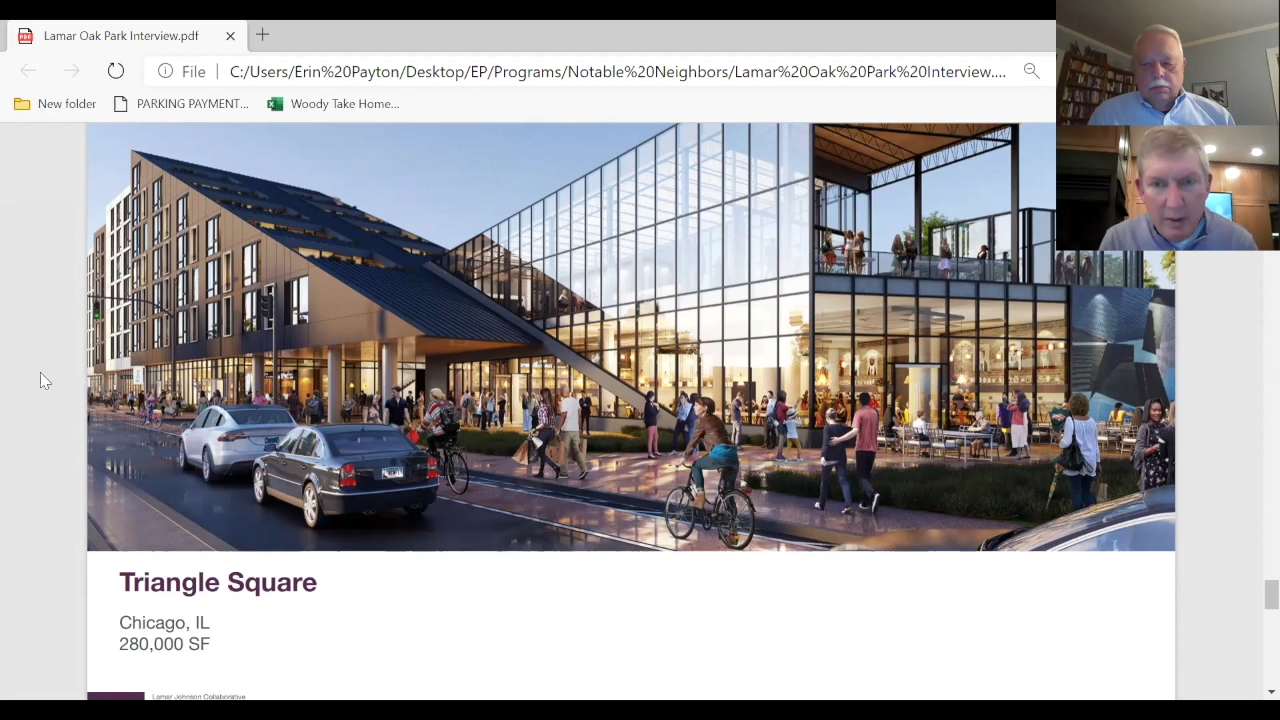 Lamar Oak Park Interview.pdf
File
C:/Users/Erin%20Payton/Desktop/EP/Programs/Notable%20Neighbors/Lamar%20Oak%20Park%20Interview....
New folder
PARKING PAYMENT...
Woody Take Home...
Triangle Square
Chicago, IL
280,000 SF
Lamar Johnson Collaborative